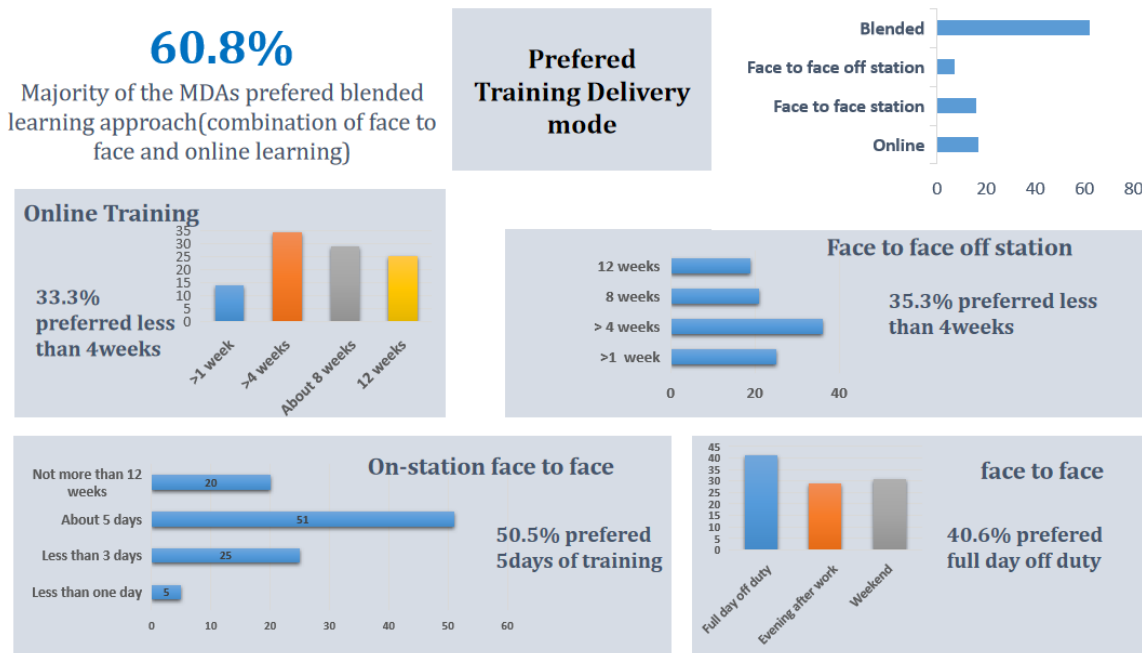 60.8%
Majority of the MDAs prefered blended
learning approach(combination of face to
face and online learning)
Prefered
Training Delivery
mode
Blended
Face to face off station
Face to face station
Online
0 20 40 60 80
Online Training
35
30
25
20
15
10
5
0
33.3%
preferred less
than 4weeks
>1 week
>4 weeks
About 8 weeks
12 weeks
Face to face off station
12 weeks
8 weeks
> 4 weeks
>1 week
0 20 40
35.3% preferred less
than 4weeks
On-station face to face
Not more than 12
weeks
20
About 5 days
51
Less than 3 days
25
Less than one day
5
0 10 20 30 40 50 60
50.5% prefered
5days of training
face to face
45
40
35
30
25
20
15
10
5
0
Full day off duty
Evening after work
Weekend
40.6% prefered
full day off duty